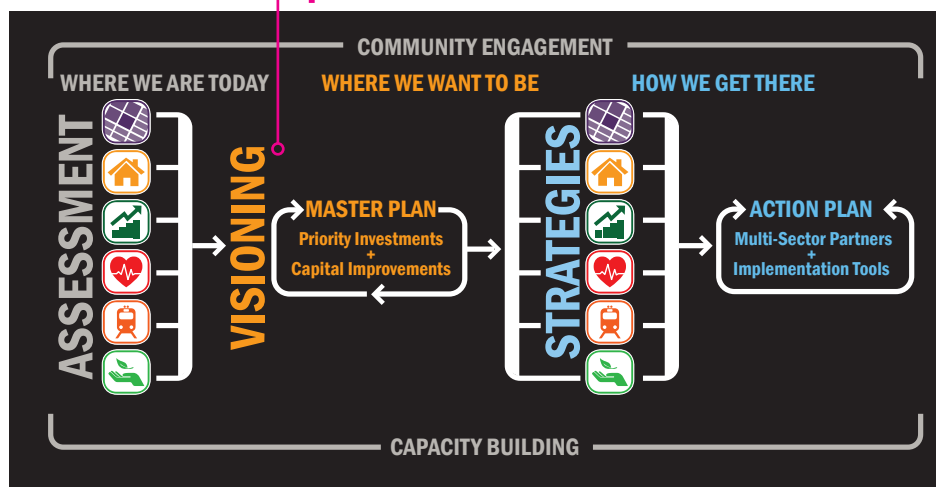 COMMUNITY ENGAGEMENT
WHERE WE ARE TODAY
WHERE WE WANT TO BE
HOW WE GET THERE
ASSESSMENT
VISIONING
MASTER PLAN
Priority Investments
+
Capital Improvements
STRATEGIES
ACTION PLAN
Multi-Sector Partners
+
Implementation Tools
CAPACITY BUILDING